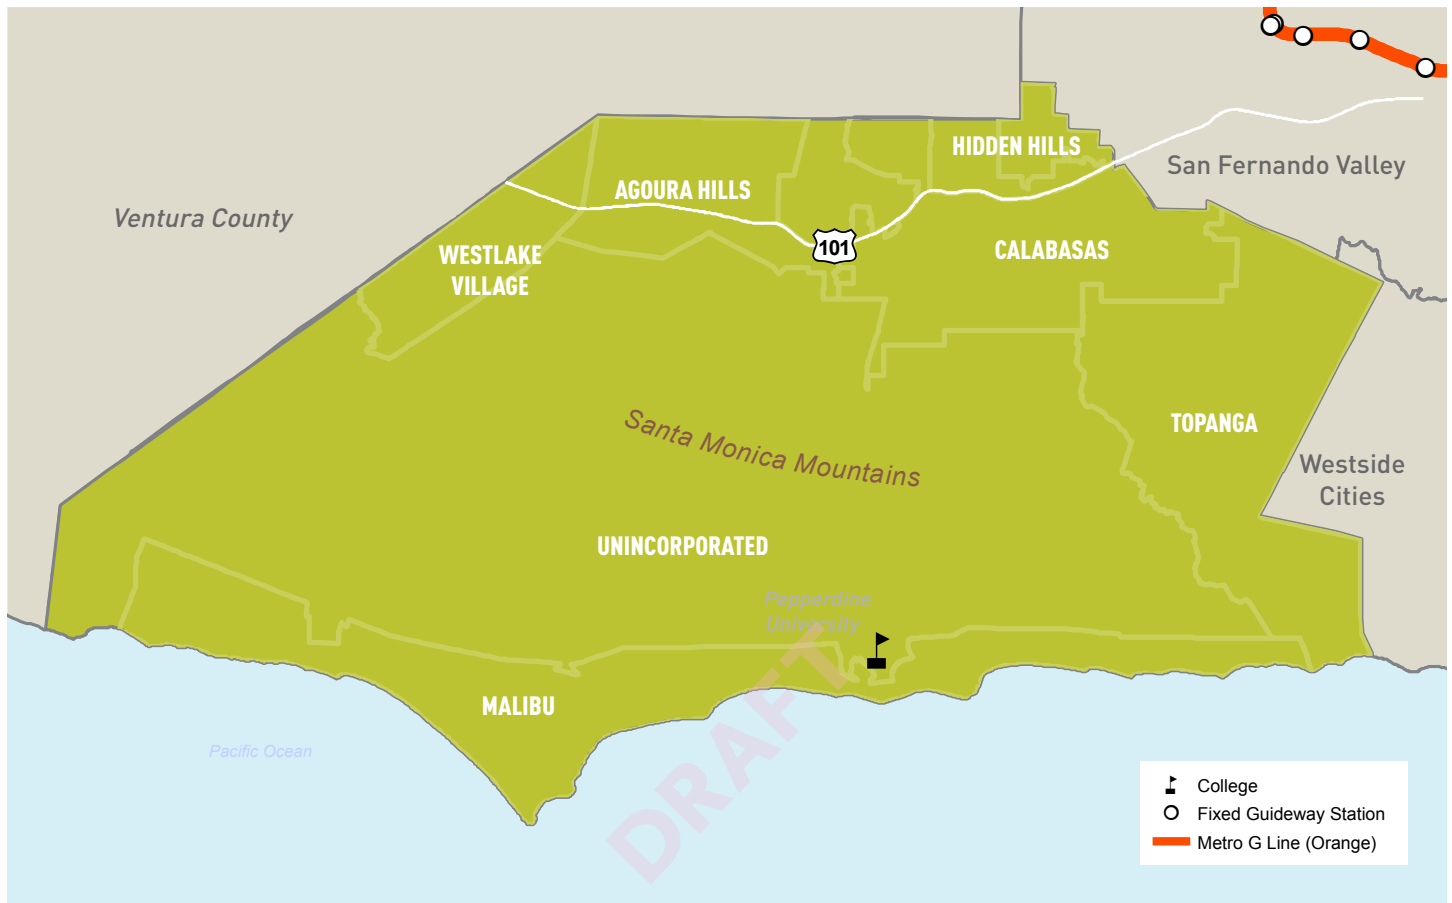 HIDDEN HILLS
San Fernando Valley
AGOURA HILLS
Ventura County
101
WESTLAKE
VILLAGE
CALABASAS
Santa Monica Mountains
TOPANGA
Westside
Cities
UNINCORPORATED
Pepperdine
University
MALIBU
DRAFT
Pacific Ocean
College
Fixed Guideway Station
Metro G Line (Orange)